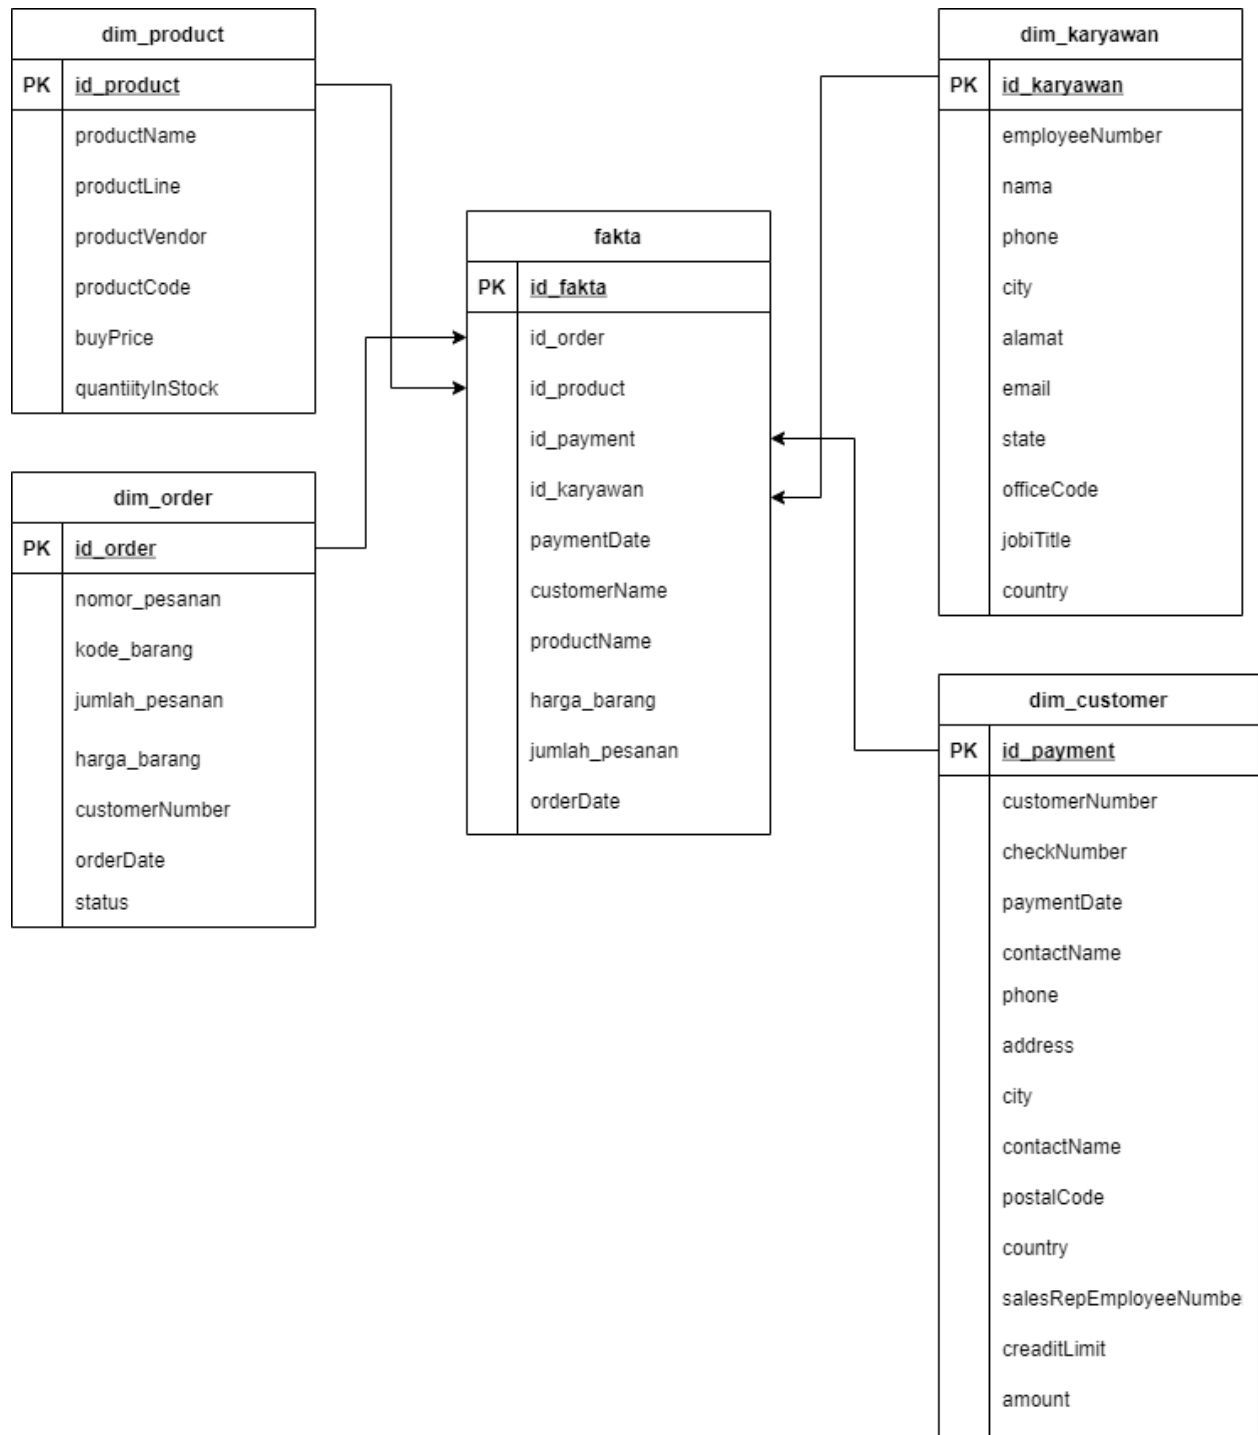 dim_product
PK id_product
productName
productLine
productVendor
productCode
buyPrice
quantiityInStock
dim_order
PK id_order
nomor_pesanan
kode_barang
jumlah_pesanan
harga_barang
customerNumber
orderDate
status
fakta
PK id_fakta
id_order
id_product
id_payment
id_karyawan
paymentDate
customerName
productName
harga_barang
jumlah_pesanan
orderDate
dim_karyawan
PK id_karyawan
employeeNumber
nama
phone
city
alamat
email
state
officeCode
jobiTitle
country
dim_customer
PK id_payment
customerNumber
checkNumber
paymentDate
contactName
phone
address
city
contactName
postalCode
country
salesRepEmployeeNumbe
creaditLimit
amount